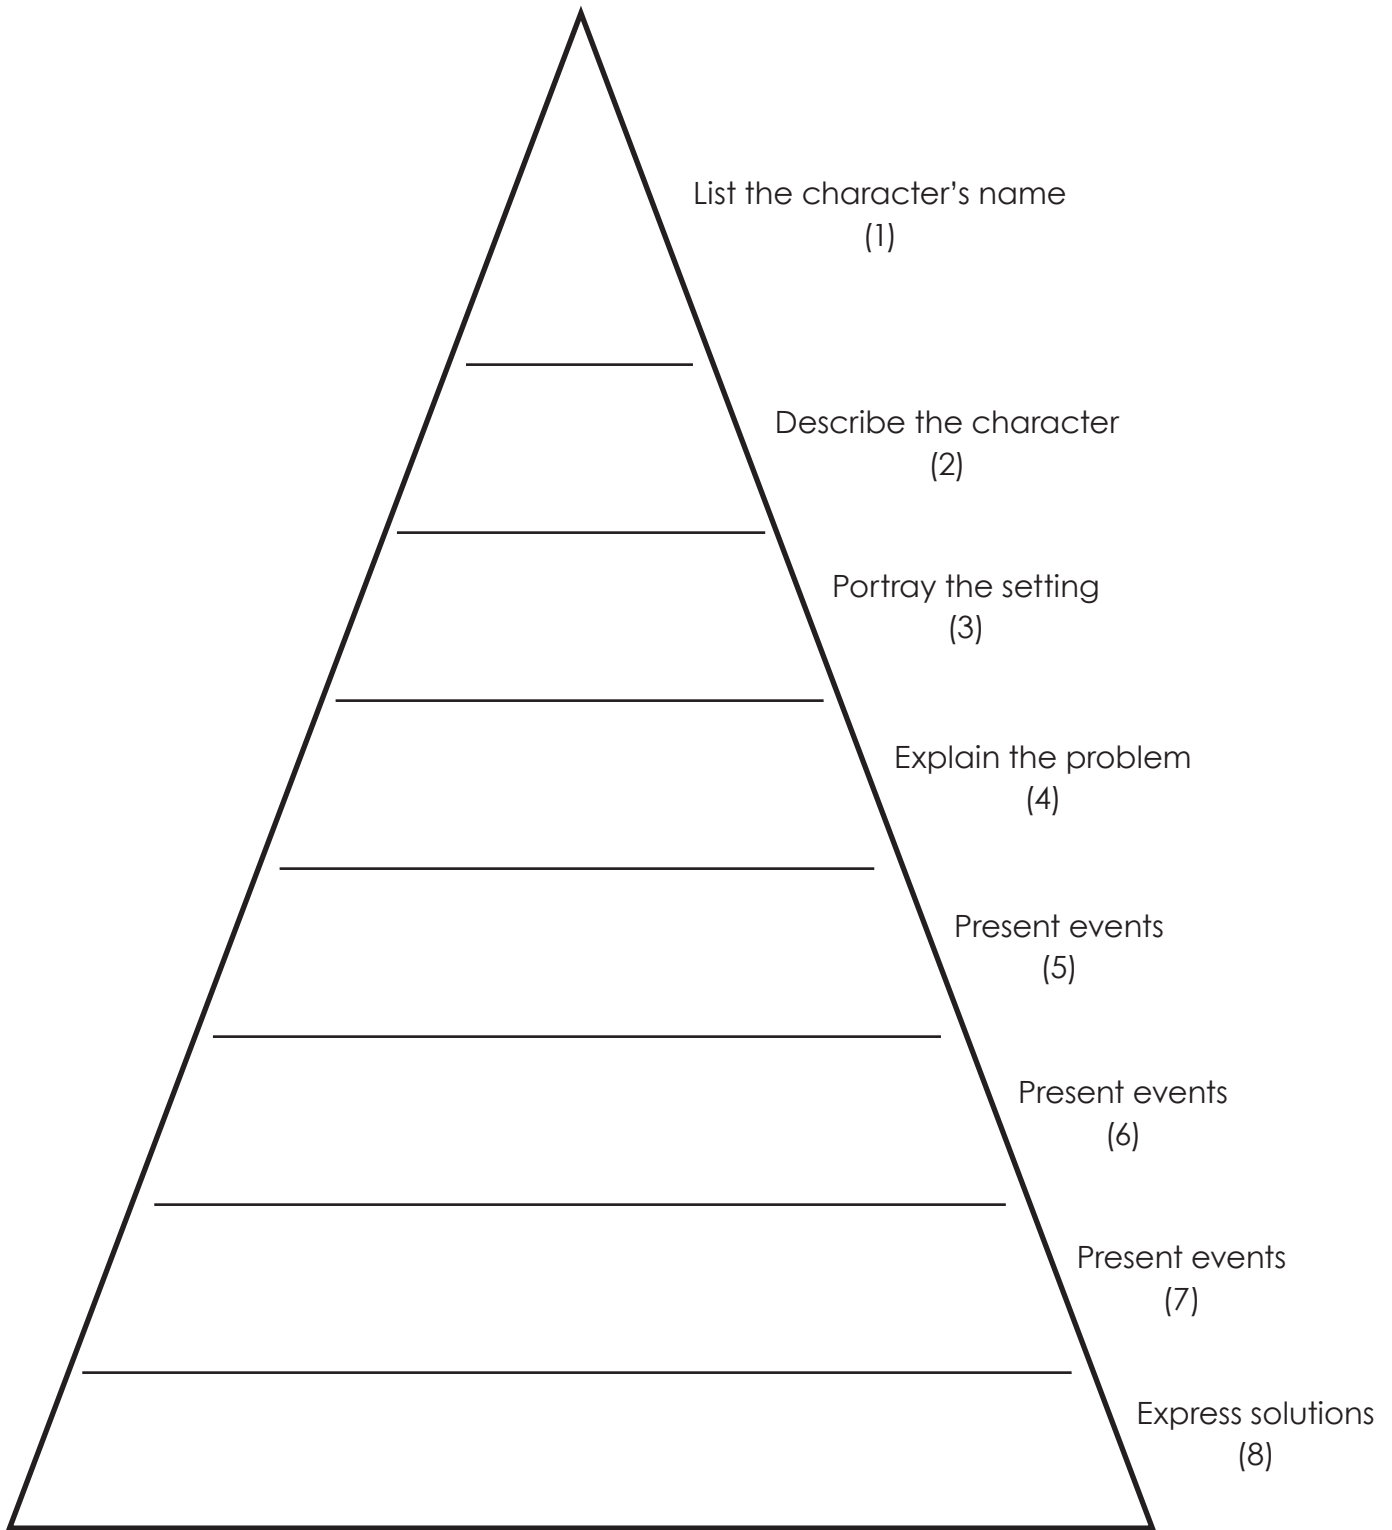 List the character’s name
(1)
Describe the character
(2)
Portray the setting
(3)
Explain the problem
(4)
Present events
(5)
Present events
(6)
Present events
(7)
Express solutions
(8)